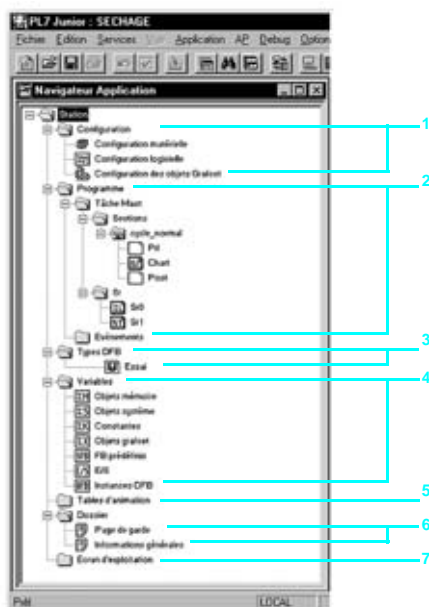 PL7 Junior : SECHAGE
Fichier Edition Services Vue Application AP Debug Option
Navigateur Application
Station
Configuration
1
Configuration matérielle
Configuration logicielle
Configuration des objets Grafcet
Programme
2
Tâche Mast
Sections
cycle_normal
Prl
Chart
Post
Sr
Sr0
Sr1
Evénements
Types DFB
3
Essai
Variables
4
Objets mémoire
Objets système
Constantes
Objets grafcet
FB prédéfinis
E/S
Instances DFB
Tables d'animation
5
Dossier
6
Page de garde
Informations générales
Ecran d'exploitation
7
Prêt
LOCAL